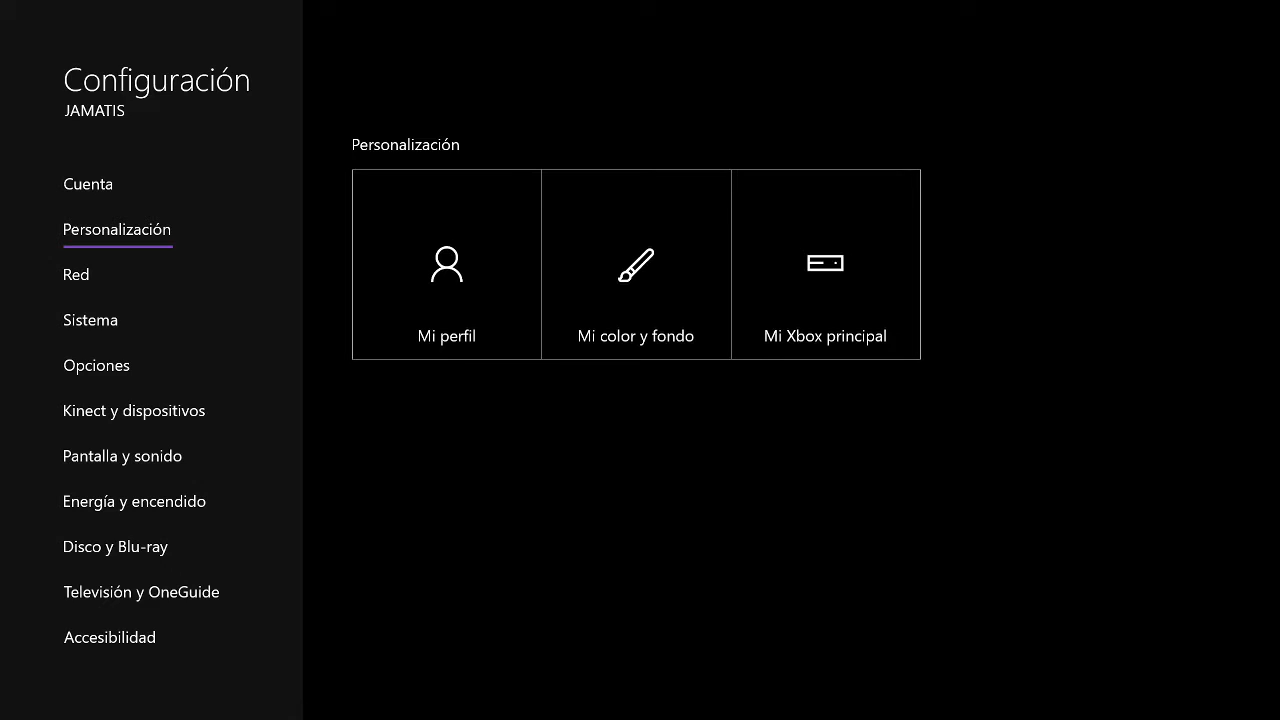 Configuración
JAMATIS
Cuenta
Personalización
Red
Sistema
Opciones
Kinect y dispositivos
Pantalla y sonido
Energía y encendido
Disco y Blu-ray
Televisión y OneGuide
Accesibilidad
Personalización
Mi perfil
Mi color y fondo
Mi Xbox principal